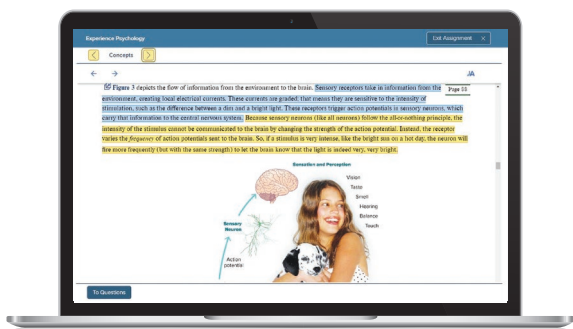 Experience Psychology
Exit Assignment ×
Concepts
Figure 3 depicts the flow of information from the environment to the brain. Sensory receptors take in information from the
Page 83
environment, creating local electrical currents. These currents are graded; that means they are sensitive to the intensity of
stimulation, such as the difference between a dim and a bright light. These receptors trigger action potentials in sensory neurons, which
carry that information to the central nervous system. Because sensory neurons (like all neurons) follow the all-or-nothing principle, the
intensity of the stimulus cannot be communicated to the brain by changing the strength of the action potential. Instead, the receptor
varies the frequency of action potentials sent to the brain. So, if a stimulus is very intense, like the bright sun on a hot day, the neuron will
fire more frequently (but with the same strength) to let the brain know that the light is indeed very, very bright.
Sensation and Perception
Vision
Taste
Smell
Hearing
Balance
Touch
Sensory
Neuron
Action
potential
To Questions